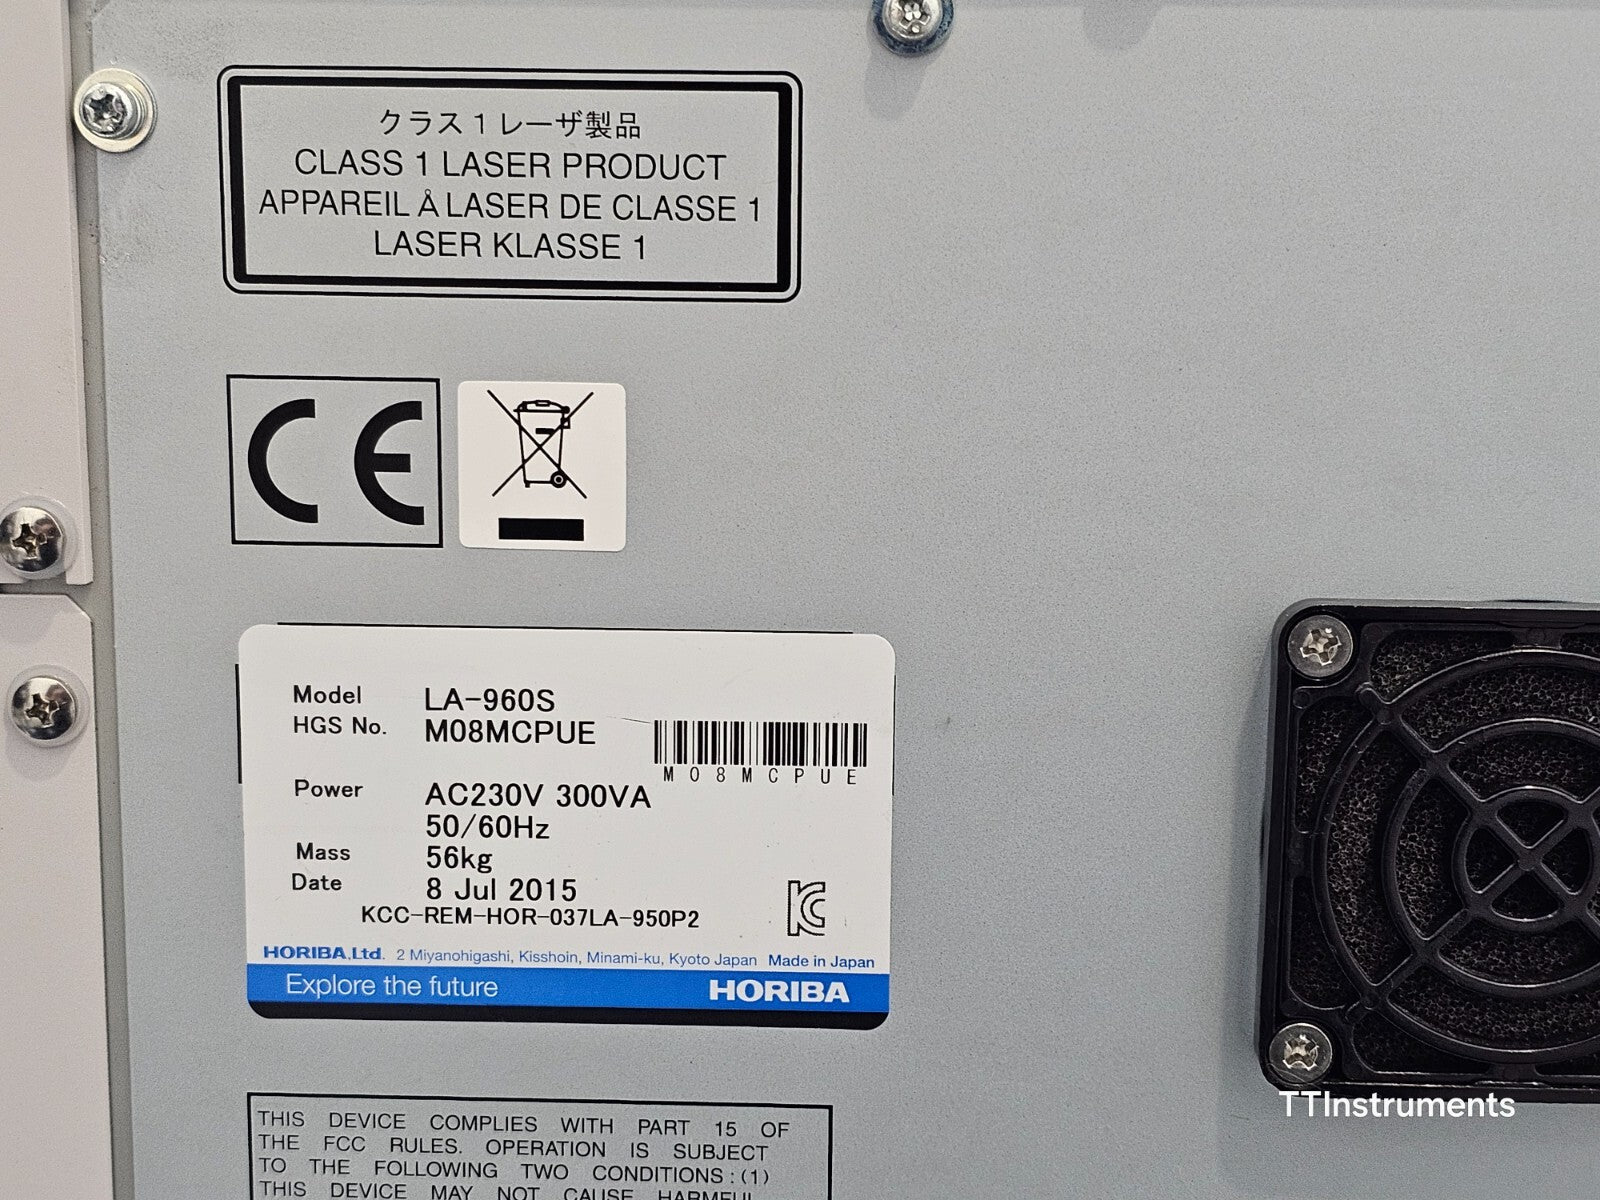 クラス1レーザ製品
CLASS 1 LASER PRODUCT
APPAREIL À LASER DE CLASSE 1
LASER KLASSE 1
CE
Model LA-960S
HGS No. M08MCPUE
M08MCPUE
Power AC230V 300VA
50/60Hz
Mass 56kg
Date 8 Jul 2015
KCC-REM-HOR-037LA-950P2
HORIBA,Ltd. 2 Miyanohigashi, Kisshoin, Minami-ku, Kyoto Japan Made in Japan
Explore the future HORIBA
THIS DEVICE COMPLIES WITH PART 15 OF
THE FCC RULES. OPERATION IS SUBJECT
TO THE FOLLOWING TWO CONDITIONS:(1)
THIS DEVICE MAY NOT CAUSE HARMFUL
TTInstruments